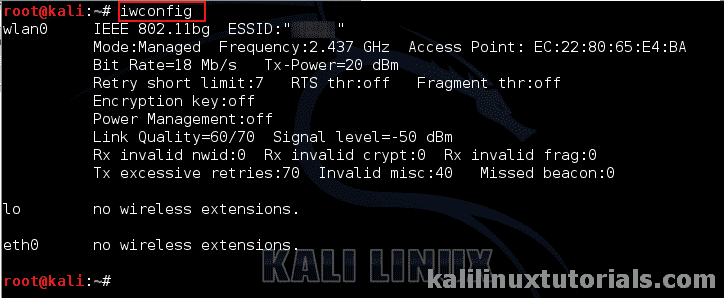 root@kali:~# iwconfig
wlan0     IEEE 802.11bg  ESSID:"      "
          Mode:Managed  Frequency:2.437 GHz  Access Point: EC:22:80:65:E4:BA
          Bit Rate=18 Mb/s   Tx-Power=20 dBm
          Retry short limit:7   RTS thr:off   Fragment thr:off
          Encryption key:off
          Power Management:off
          Link Quality=60/70  Signal level=-50 dBm
          Rx invalid nwid:0  Rx invalid crypt:0  Rx invalid frag:0
          Tx excessive retries:70  Invalid misc:40   Missed beacon:0
lo        no wireless extensions.
eth0      no wireless extensions.
KALI LINUX
root@kali:~#
kalilinuxtutorials.com